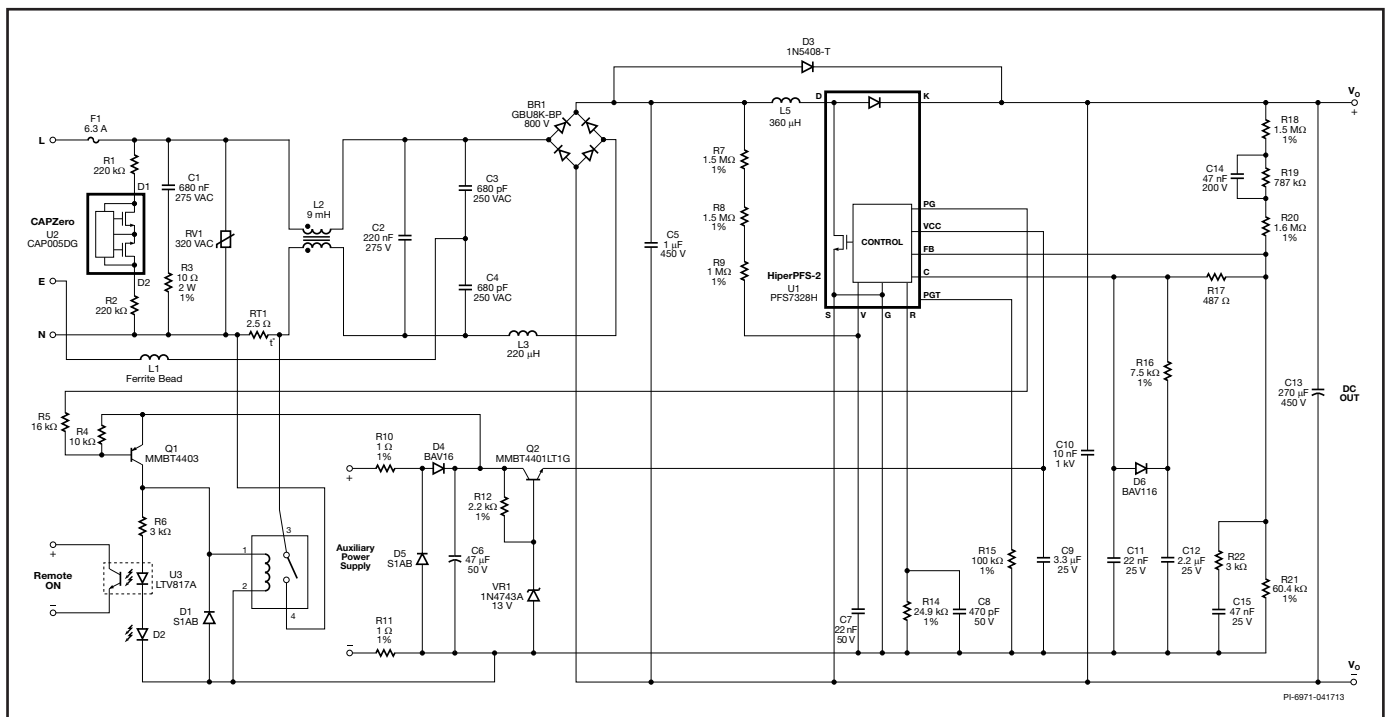 D3
1N5408-T
BR1
GBU8K-BP
800 V
D
K
VO
+
F1
6.3 A
L
L5
360 µH
R18
1.5 MΩ
1%
R1
220 kΩ
C1
680 nF
275 VAC
R7
1.5 MΩ
1%
C14
47 nF
200 V
R19
787 kΩ
D1
C3
680 pF
250 VAC
CAPZero
U2
CAP005DG
L2
9 mH
PG
RV1
320 VAC
C2
220 nF
275 V
C5
1 µF
450 V
R8
1.5 MΩ
1%
VCC
R20
1.6 MΩ
1%
CONTROL
FB
R3
10 Ω
2 W
1%
D2
R9
1 MΩ
1%
HiperPFS-2
U1
PFS7328H
C
E
C4
680 pF
250 VAC
R17
487 Ω
R2
220 kΩ
PGT
S
V
G
R
RT1
2.5 Ω
t°
N
L3
220 µH
L1
Ferrite Bead
R16
7.5 kΩ
1%
C13
270 µF
450 V
DC
OUT
R5
16 kΩ
R4
10 kΩ
Q1
MMBT4403
R10
1 Ω
1%
D4
BAV16
Q2
MMBT4401LT1G
C10
10 nF
1 kV
+
D6
BAV116
R12
2.2 kΩ
1%
R6
3 kΩ
3
+
1
Auxiliary
Power
Supply
D5
S1AB
C6
47 µF
50 V
R15
100 kΩ
1%
C9
3.3 µF
25 V
C11
22 nF
25 V
C12
2.2 µF
25 V
R22
3 kΩ
Remote
ON
U3
LTV817A
2
VR1
1N4743A
13 V
R21
60.4 kΩ
1%
4
D1
S1AB
R14
24.9 kΩ
1%
C8
470 pF
50 V
C7
22 nF
50 V
C15
47 nF
25 V
D2
R11
1 Ω
1%
VO
PI-6971-041713